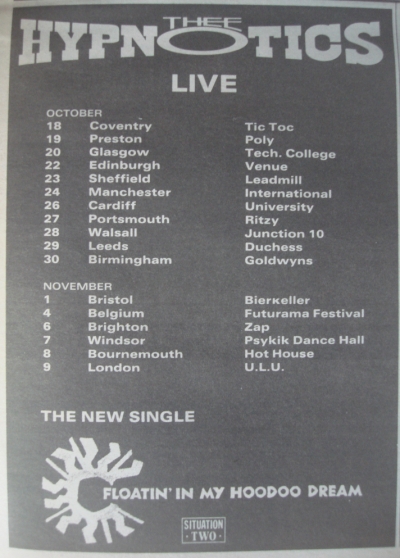 THEE
HYPNOTICS
LIVE
OCTOBER
18 Coventry Tic Toc
19 Preston Poly
20 Glasgow Tech. College
22 Edinburgh Venue
23 Sheffield Leadmill
24 Manchester International
26 Cardiff University
27 Portsmouth Ritzy
28 Walsall Junction 10
29 Leeds Duchess
30 Birmingham Goldwyns
NOVEMBER
1 Bristol Bierkeller
4 Belgium Futurama Festival
6 Brighton Zap
7 Windsor Psykik Dance Hall
8 Bournemouth Hot House
9 London U.L.U.
THE NEW SINGLE
FLOATIN' IN MY HOODOO DREAM
SITUATION
TWO